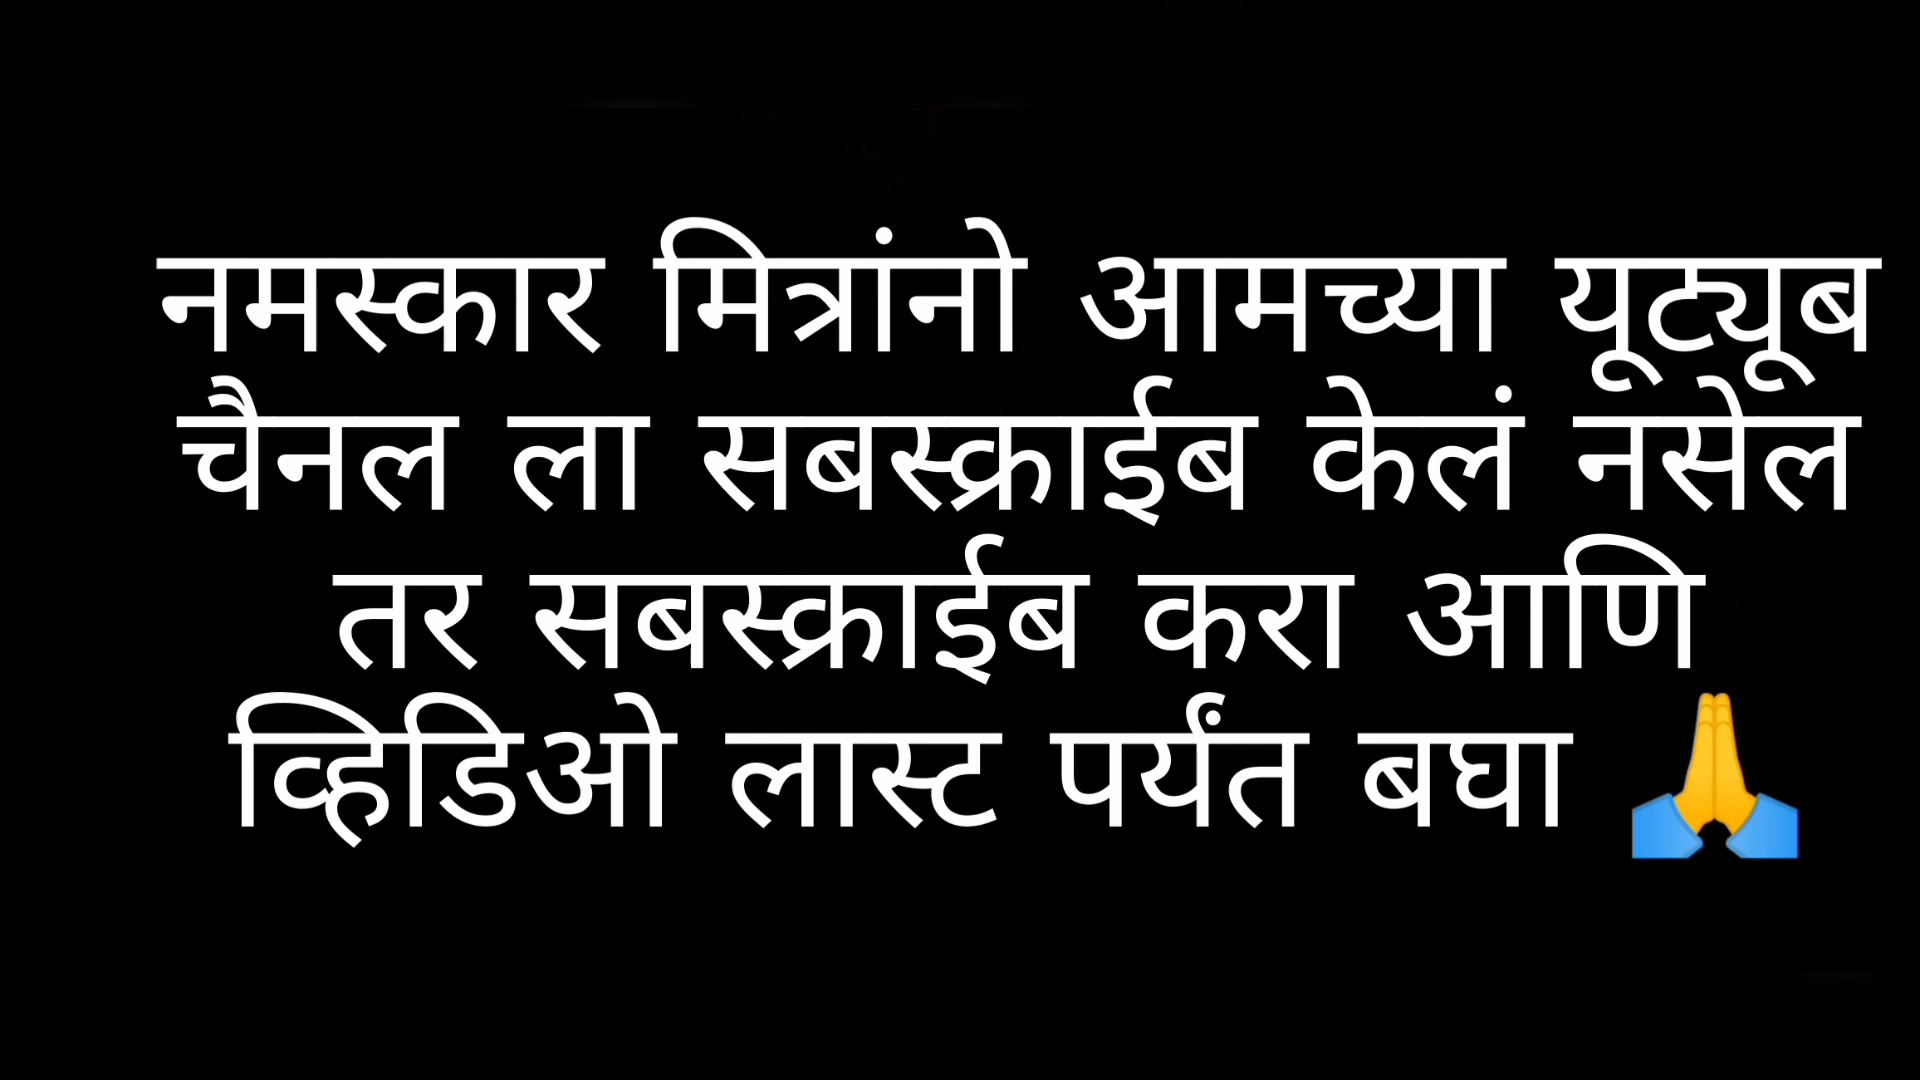 नमस्कार मित्रांनो आमच्या यूट्यूब
चैनल ला सबस्क्राईब केलं नसेल
तर सबस्क्राईब करा आणि
व्हिडिओ लास्ट पर्यंत बघा 🙏